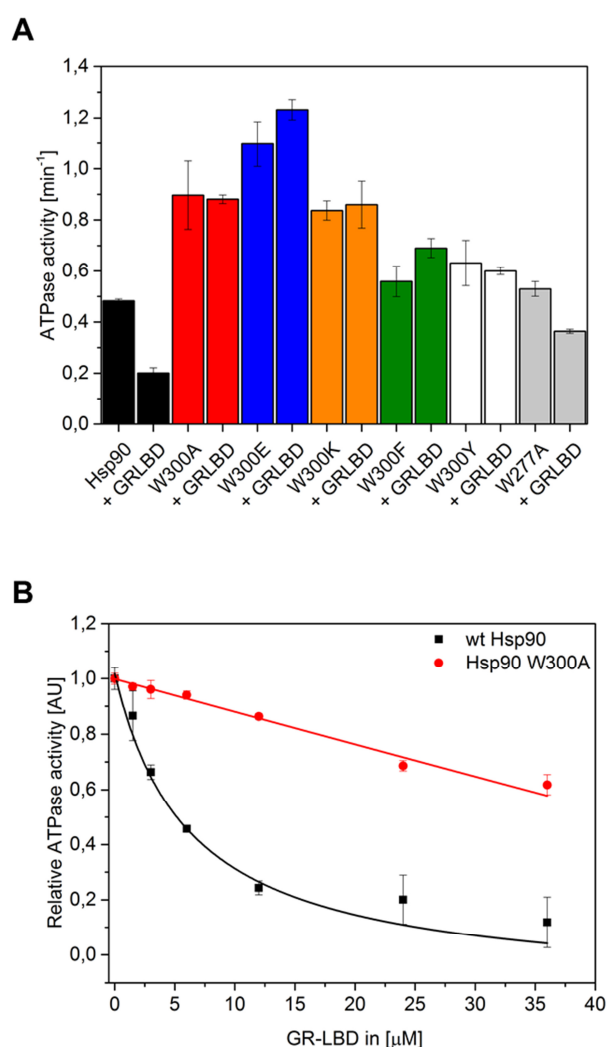 A
1,4
1,2
1,0
0,8
0,6
0,4
0,2
0,0
ATPase activity [min⁻¹]
Hsp90
+ GRLBD
W300A
+ GRLBD
W300E
+ GRLBD
W300K
+ GRLBD
W300F
+ GRLBD
W300Y
+ GRLBD
W277A
+ GRLBD
B
1,2
1,0
0,8
0,6
0,4
0,2
0,0
Relative ATPase activity [AU]
wt Hsp90
Hsp90 W300A
0 5 10 15 20 25 30 35 40
GR-LBD in [µM]